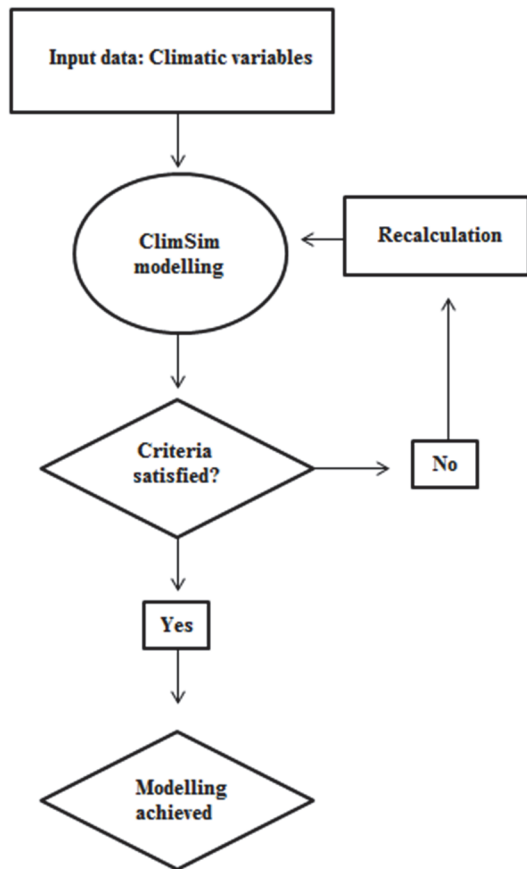 Input data: Climatic variables
ClimSim
modelling
Recalculation
Criteria
satisfied?
No
Yes
Modelling
achieved